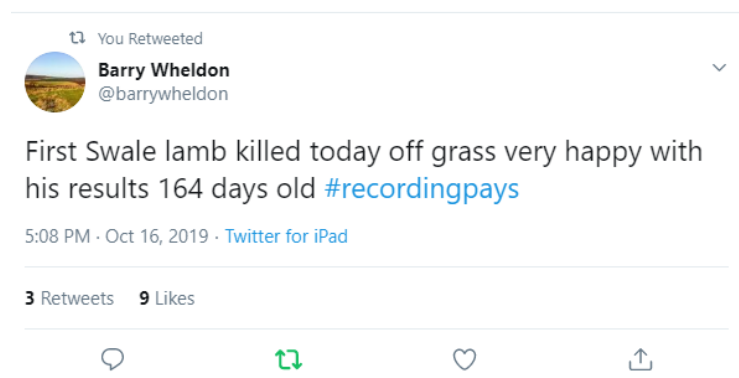 You Retweeted
Barry Wheldon
@barrywheldon
First Swale lamb killed today off grass very happy with
his results 164 days old #recordingpays
5:08 PM · Oct 16, 2019 · Twitter for iPad
3 Retweets 9 Likes